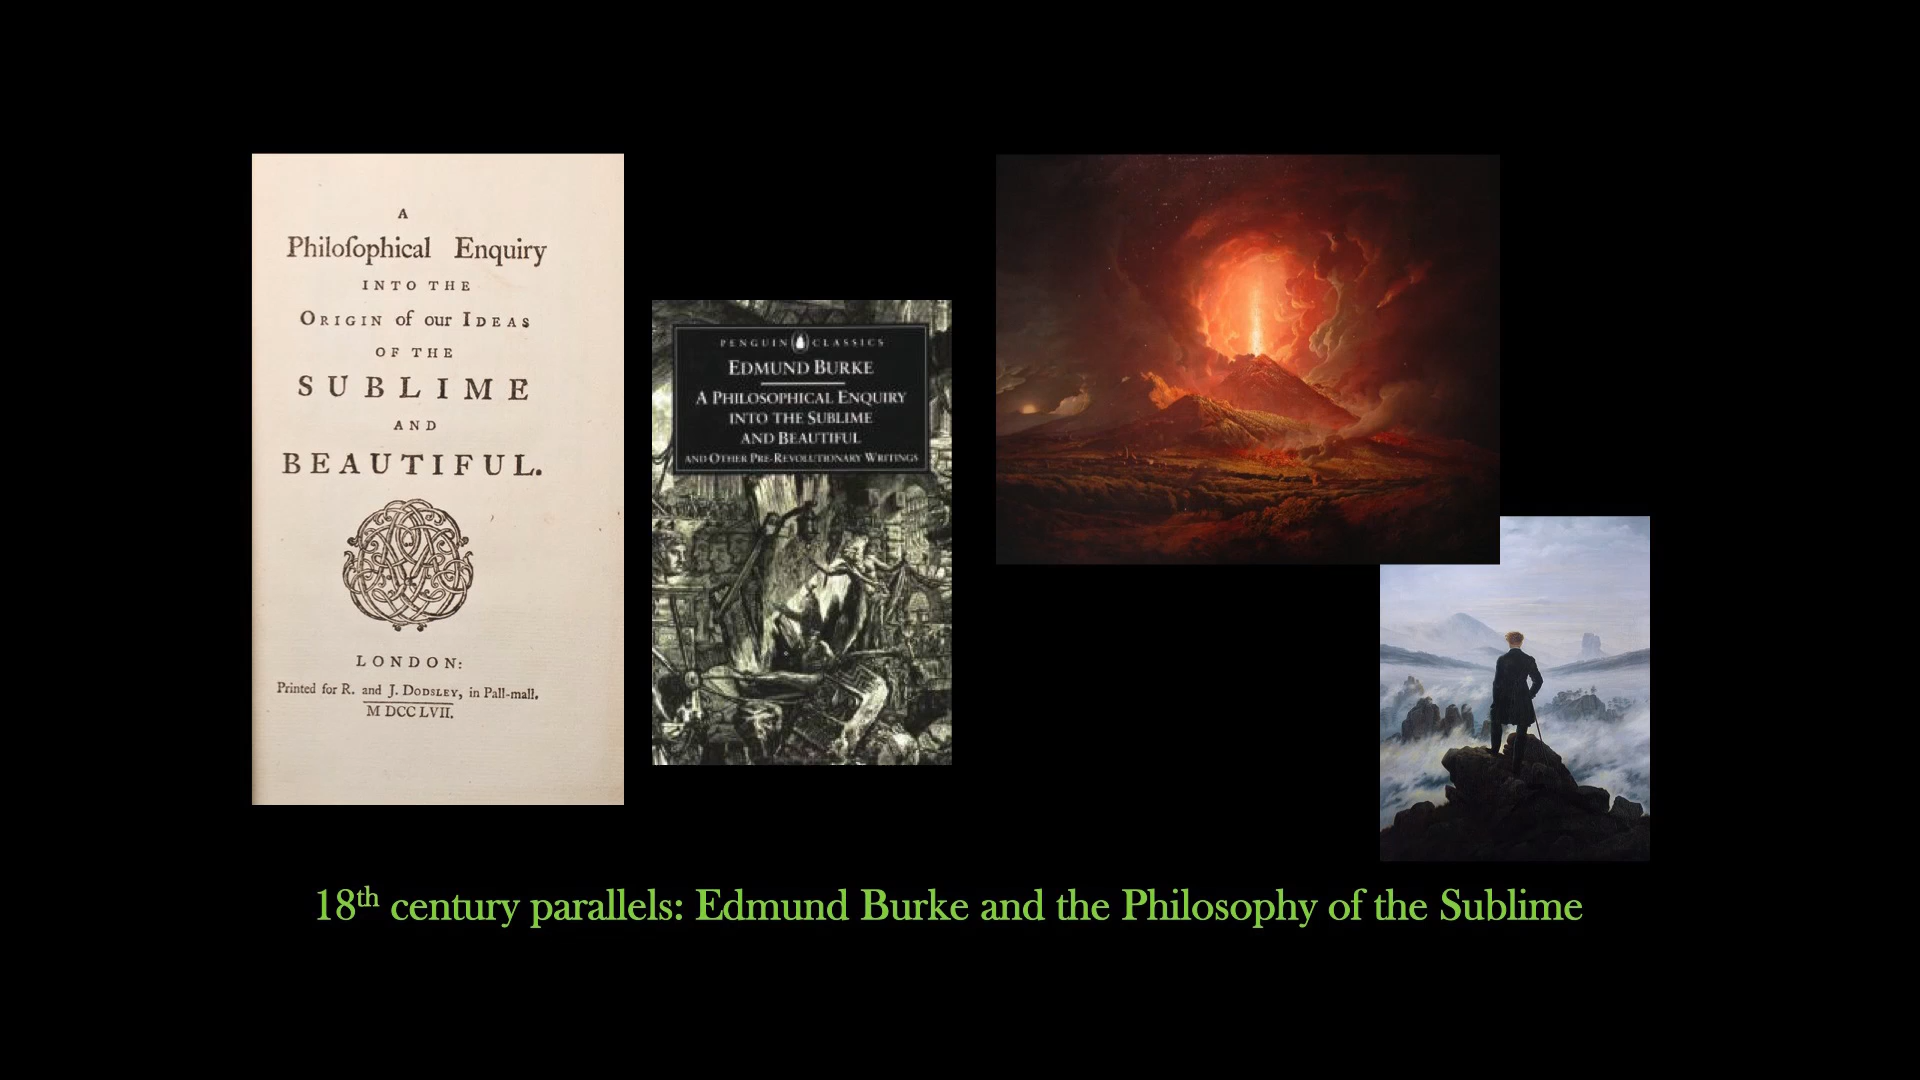 A
Philoſophical Enquiry
INTO THE
ORIGIN of our IDEAS
OF THE
SUBLIME
AND
BEAUTIFUL.
LONDON:
Printed for R. and J. DODSLEY, in Pall-mall.
M DCC LVII.
PENGUIN CLASSICS
EDMUND BURKE
A PHILOSOPHICAL ENQUIRY
INTO THE SUBLIME
AND BEAUTIFUL
AND OTHER PRE-REVOLUTIONARY WRITINGS
18th century parallels: Edmund Burke and the Philosophy of the Sublime